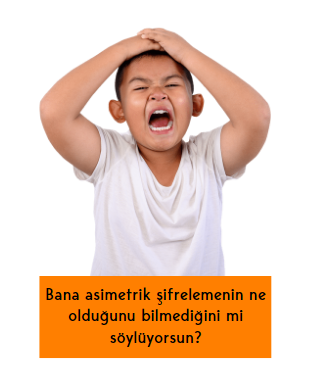 Bana asimetrik şifrelemenin ne
olduğunu bilmediğini mi
söylüyorsun?